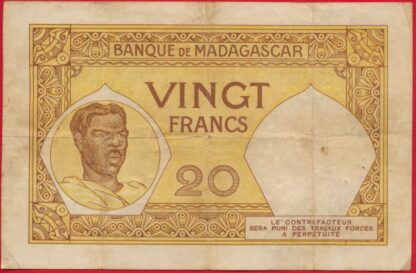 BANQUE DE MADAGASCAR
VINGT
FRANCS
20
LE CONTREFACTEUR
SERA PUNI DES TRAVAUX FORCÉS
A PERPÉTUITÉ